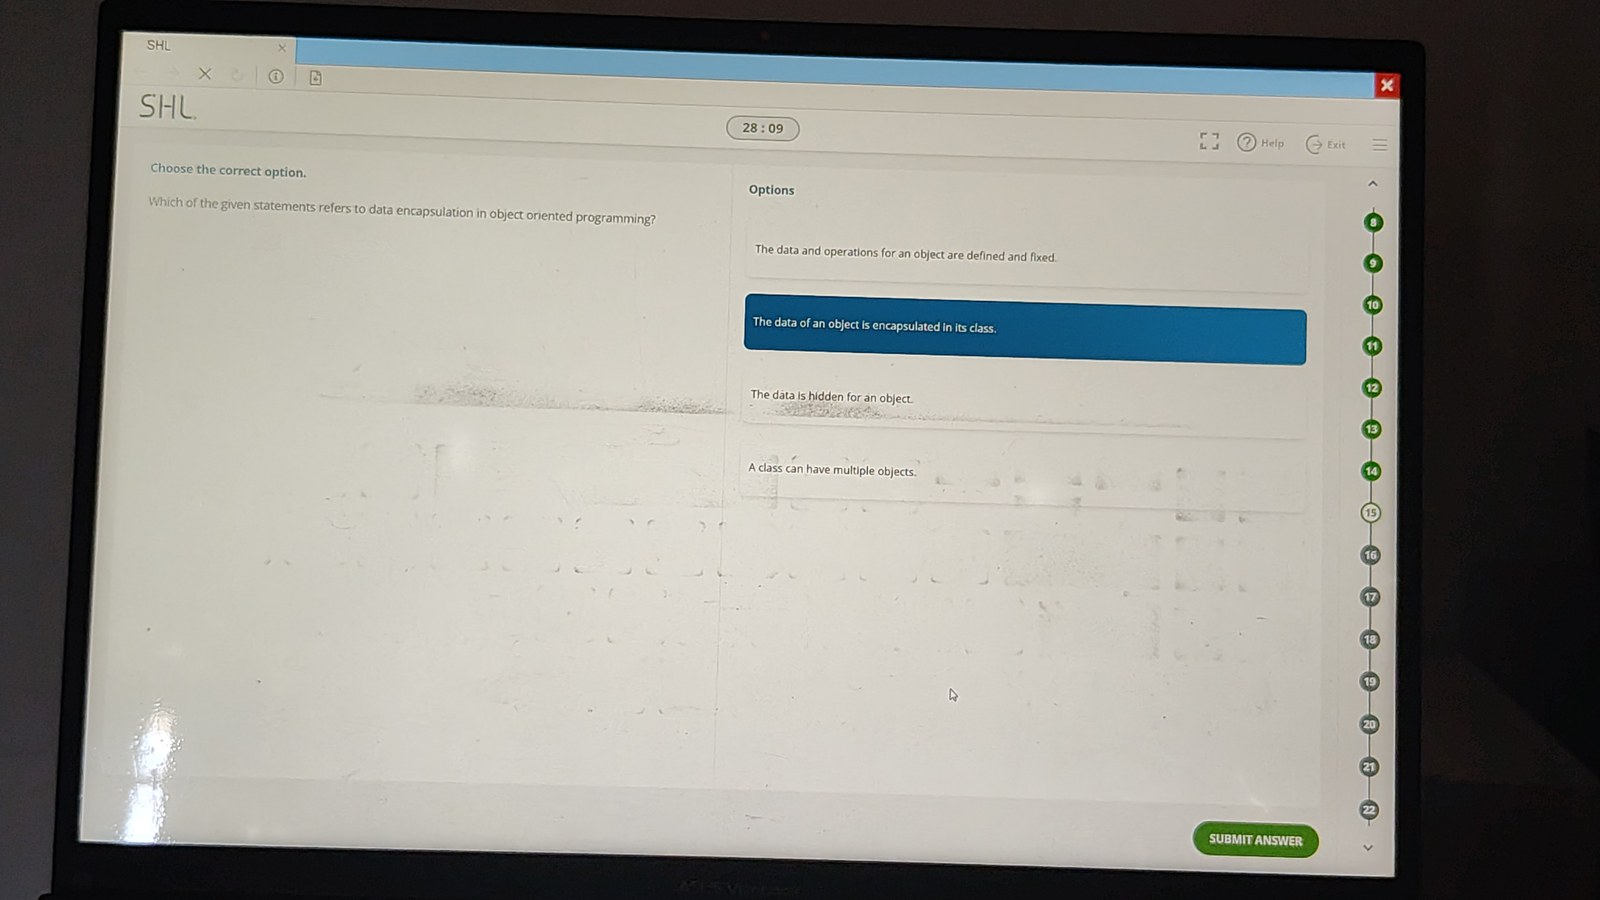 SHL
SHL.
28 : 09
Help
Exit
Choose the correct option.
Which of the given statements refers to data encapsulation in object oriented programming?
Options
The data and operations for an object are defined and fixed.
The data of an object is encapsulated in its class.
The data is hidden for an object.
A class can have multiple objects.
8
9
10
11
12
13
14
15
16
17
18
19
20
21
22
SUBMIT ANSWER